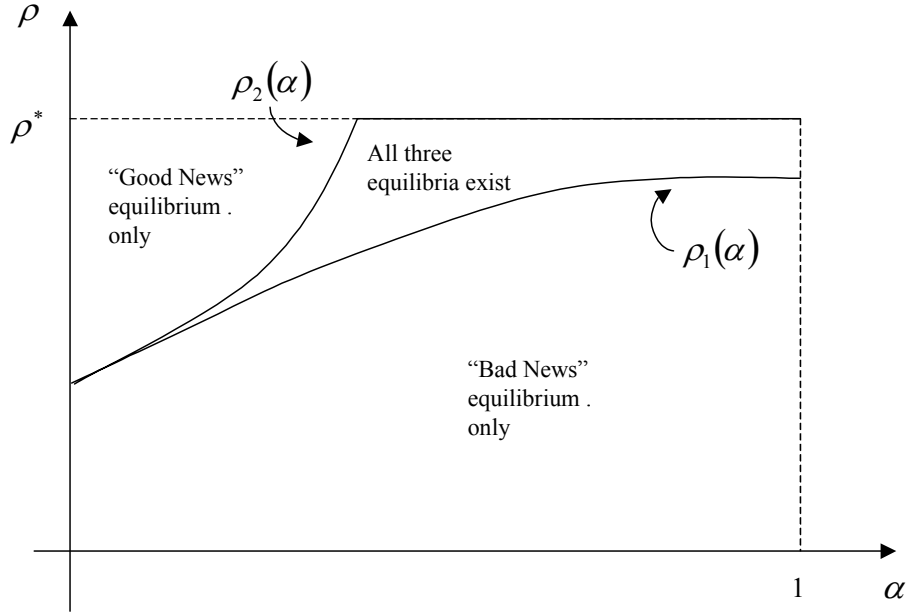 ρ
ρ₂(α)
ρ*
All three
equilibria exist
“Good News”
equilibrium .
only
ρ₁(α)
“Bad News”
equilibrium .
only
1
α